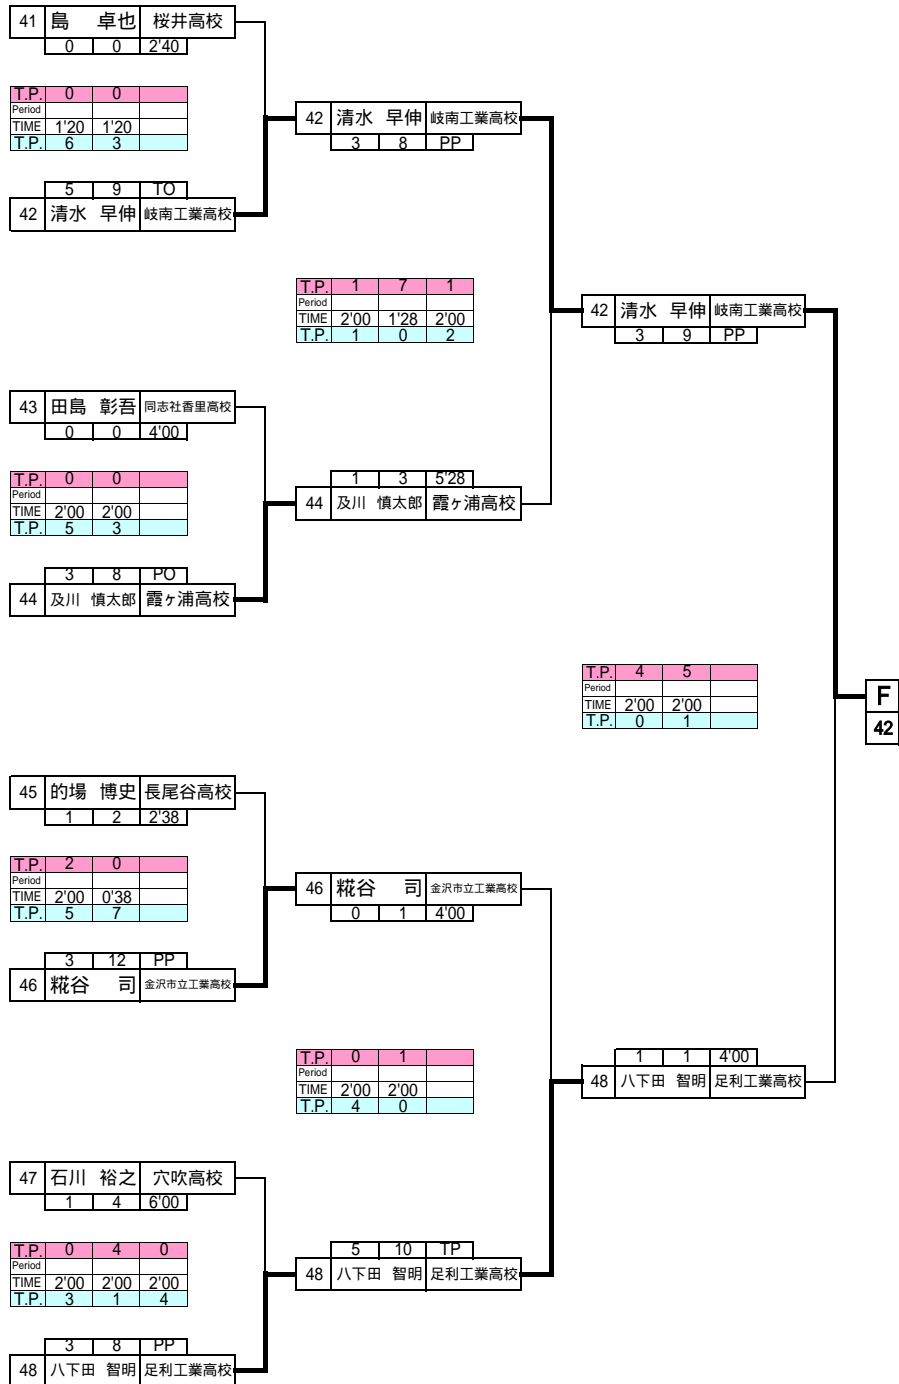 41 島 卓也 桜井高校
0 0 2'40
T.P. 0 0
Period
TIME 1'20 1'20
T.P. 6 3
5 9 TO
42 清水 早伸 岐南工業高校
42 清水 早伸 岐南工業高校
3 8 PP
T.P. 1 7 1
Period
TIME 2'00 1'28 2'00
T.P. 1 0 2
42 清水 早伸 岐南工業高校
3 9 PP
43 田島 彰吾 同志社香里高校
0 0 4'00
T.P. 0 0
Period
TIME 2'00 2'00
T.P. 5 3
3 8 PO
44 及川 慎太郎 霞ヶ浦高校
1 3 5'28
44 及川 慎太郎 霞ヶ浦高校
T.P. 4 5
Period
TIME 2'00 2'00
T.P. 0 1
F
42
45 的場 博史 長尾谷高校
1 2 2'38
T.P. 2 0
Period
TIME 2'00 0'38
T.P. 5 7
3 12 PP
46 糀谷 司 金沢市立工業高校
46 糀谷 司 金沢市立工業高校
0 1 4'00
T.P. 0 1
Period
TIME 2'00 2'00
T.P. 4 0
1 1 4'00
48 八下田 智明 足利工業高校
47 石川 裕之 穴吹高校
1 4 6'00
T.P. 0 4 0
Period
TIME 2'00 2'00 2'00
T.P. 3 1 4
3 8 PP
48 八下田 智明 足利工業高校
5 10 TP
48 八下田 智明 足利工業高校